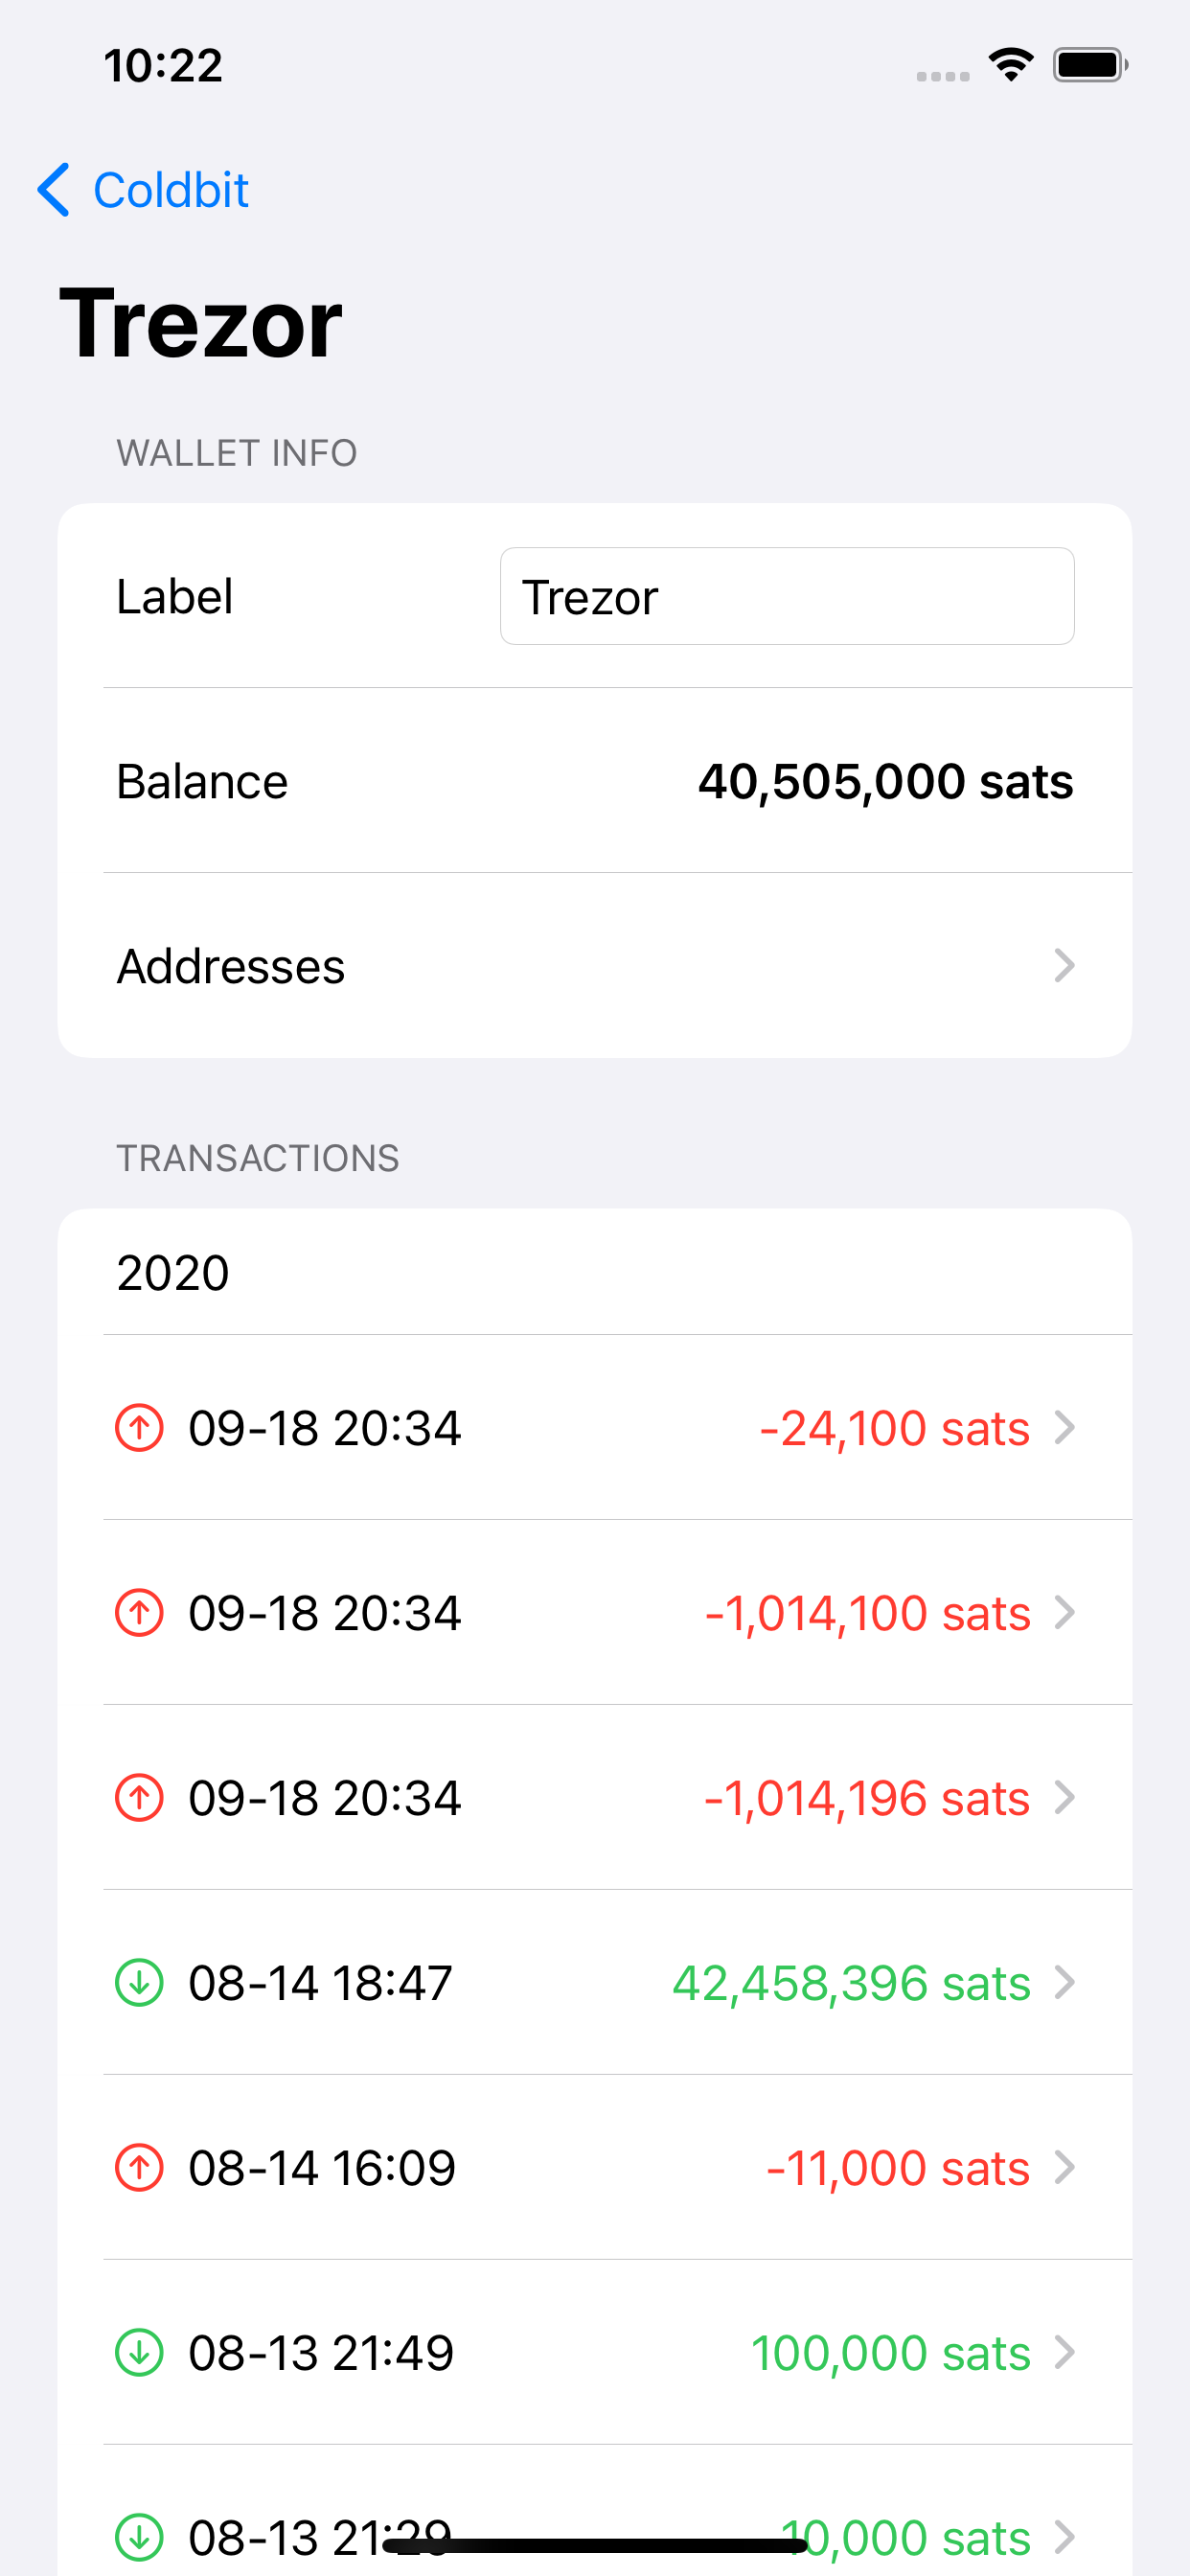 10:22
Coldbit
Trezor
WALLET INFO
Label Trezor
Balance 40,505,000 sats
Addresses
TRANSACTIONS
2020
09-18 20:34 -24,100 sats
09-18 20:34 -1,014,100 sats
09-18 20:34 -1,014,196 sats
08-14 18:47 42,458,396 sats
08-14 16:09 -11,000 sats
08-13 21:49 100,000 sats
08-13 21:29 10,000 sats